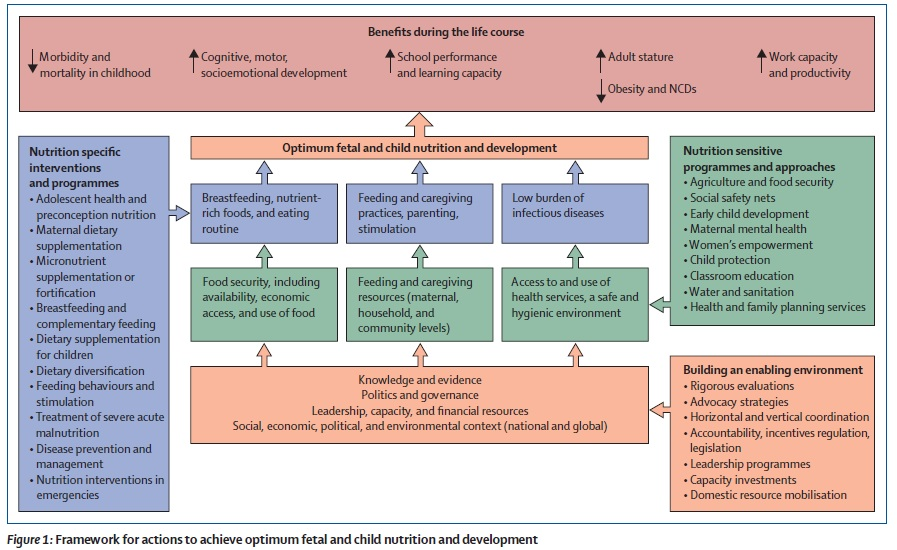 Benefits during the life course
Morbidity and
mortality in childhood
Cognitive, motor,
socioemotional development
School performance
and learning capacity
Adult stature
Obesity and NCDs
Work capacity
and productivity
Nutrition specific
interventions
and programmes
• Adolescent health and
preconception nutrition
• Maternal dietary
supplementation
• Micronutrient
supplementation or
fortification
• Breastfeeding and
complementary feeding
• Dietary supplementation
for children
• Dietary diversification
• Feeding behaviours and
stimulation
• Treatment of severe acute
malnutrition
• Disease prevention and
management
• Nutrition interventions in
emergencies
Optimum fetal and child nutrition and development
Breastfeeding, nutrient-
rich foods, and eating
routine
Feeding and caregiving
practices, parenting,
stimulation
Low burden of
infectious diseases
Food security, including
availability, economic
access, and use of food
Feeding and caregiving
resources (maternal,
household, and
community levels)
Access to and use of
health services, a safe and
hygienic environment
Knowledge and evidence
Politics and governance
Leadership, capacity, and financial resources
Social, economic, political, and environmental context (national and global)
Nutrition sensitive
programmes and approaches
• Agriculture and food security
• Social safety nets
• Early child development
• Maternal mental health
• Women's empowerment
• Child protection
• Classroom education
• Water and sanitation
• Health and family planning services
Building an enabling environment
• Rigorous evaluations
• Advocacy strategies
• Horizontal and vertical coordination
• Accountability, incentives regulation,
legislation
• Leadership programmes
• Capacity investments
• Domestic resource mobilisation
Figure 1: Framework for actions to achieve optimum fetal and child nutrition and development